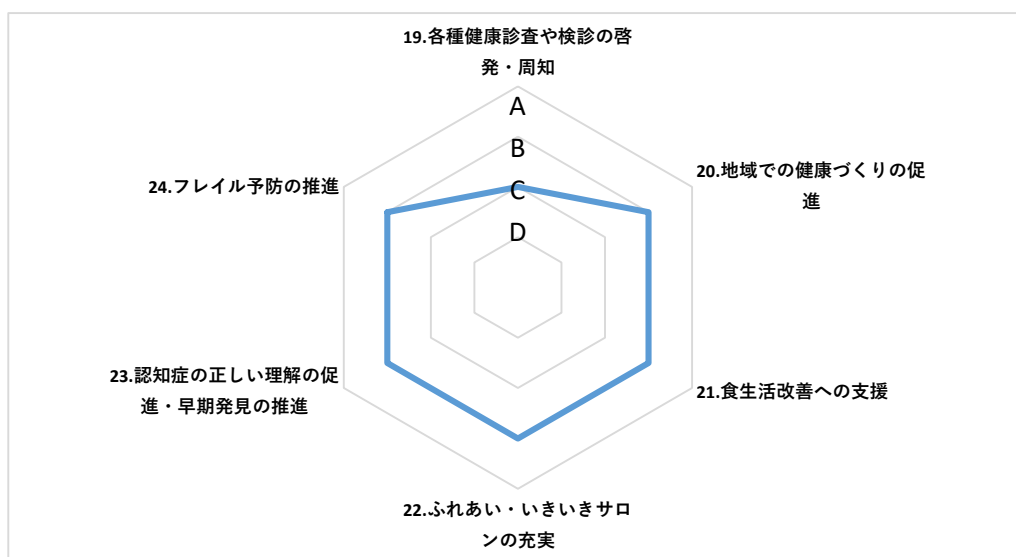 19.各種健康診査や検診の啓
発・周知
A
B
C
D
20.地域での健康づくりの促
進
21.食生活改善への支援
22.ふれあい・いきいきサロ
ンの充実
23.認知症の正しい理解の促
進・早期発見の推進
24.フレイル予防の推進